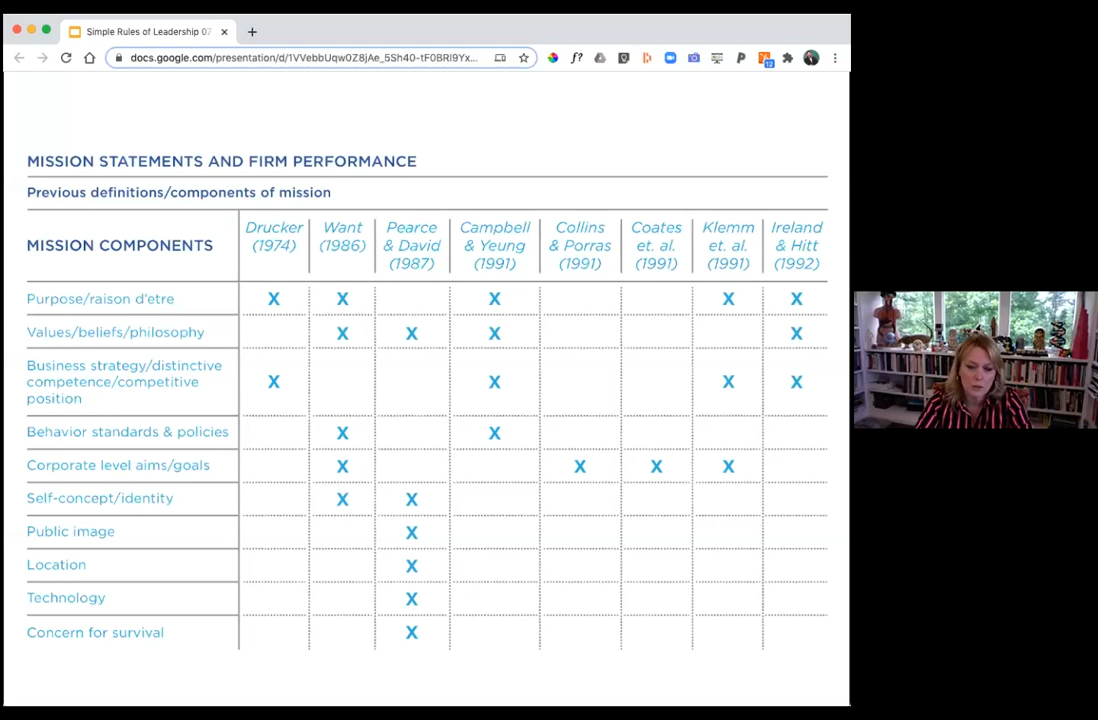 Simple Rules of Leadership 07
docs.google.com/presentation/d/1VVebbUqw0Z8jAe_5Sh40-tF0BRI9Yx...
f?
12
MISSION STATEMENTS AND FIRM PERFORMANCE
Previous definitions/components of mission
MISSION COMPONENTS
Drucker
(1974)
Want
(1986)
Pearce
& David
(1987)
Campbell
& Yeung
(1991)
Collins
& Porras
(1991)
Coates
et. al.
(1991)
Klemm
et. al.
(1991)
Ireland
& Hitt
(1992)
Purpose/raison d'etre X X X X X
Values/beliefs/philosophy X X X X
Business strategy/distinctive
competence/competitive X X X X
position
Behavior standards & policies X X
Corporate level aims/goals X X X X
Self-concept/identity X X
Public image X
Location X
Technology X
Concern for survival X